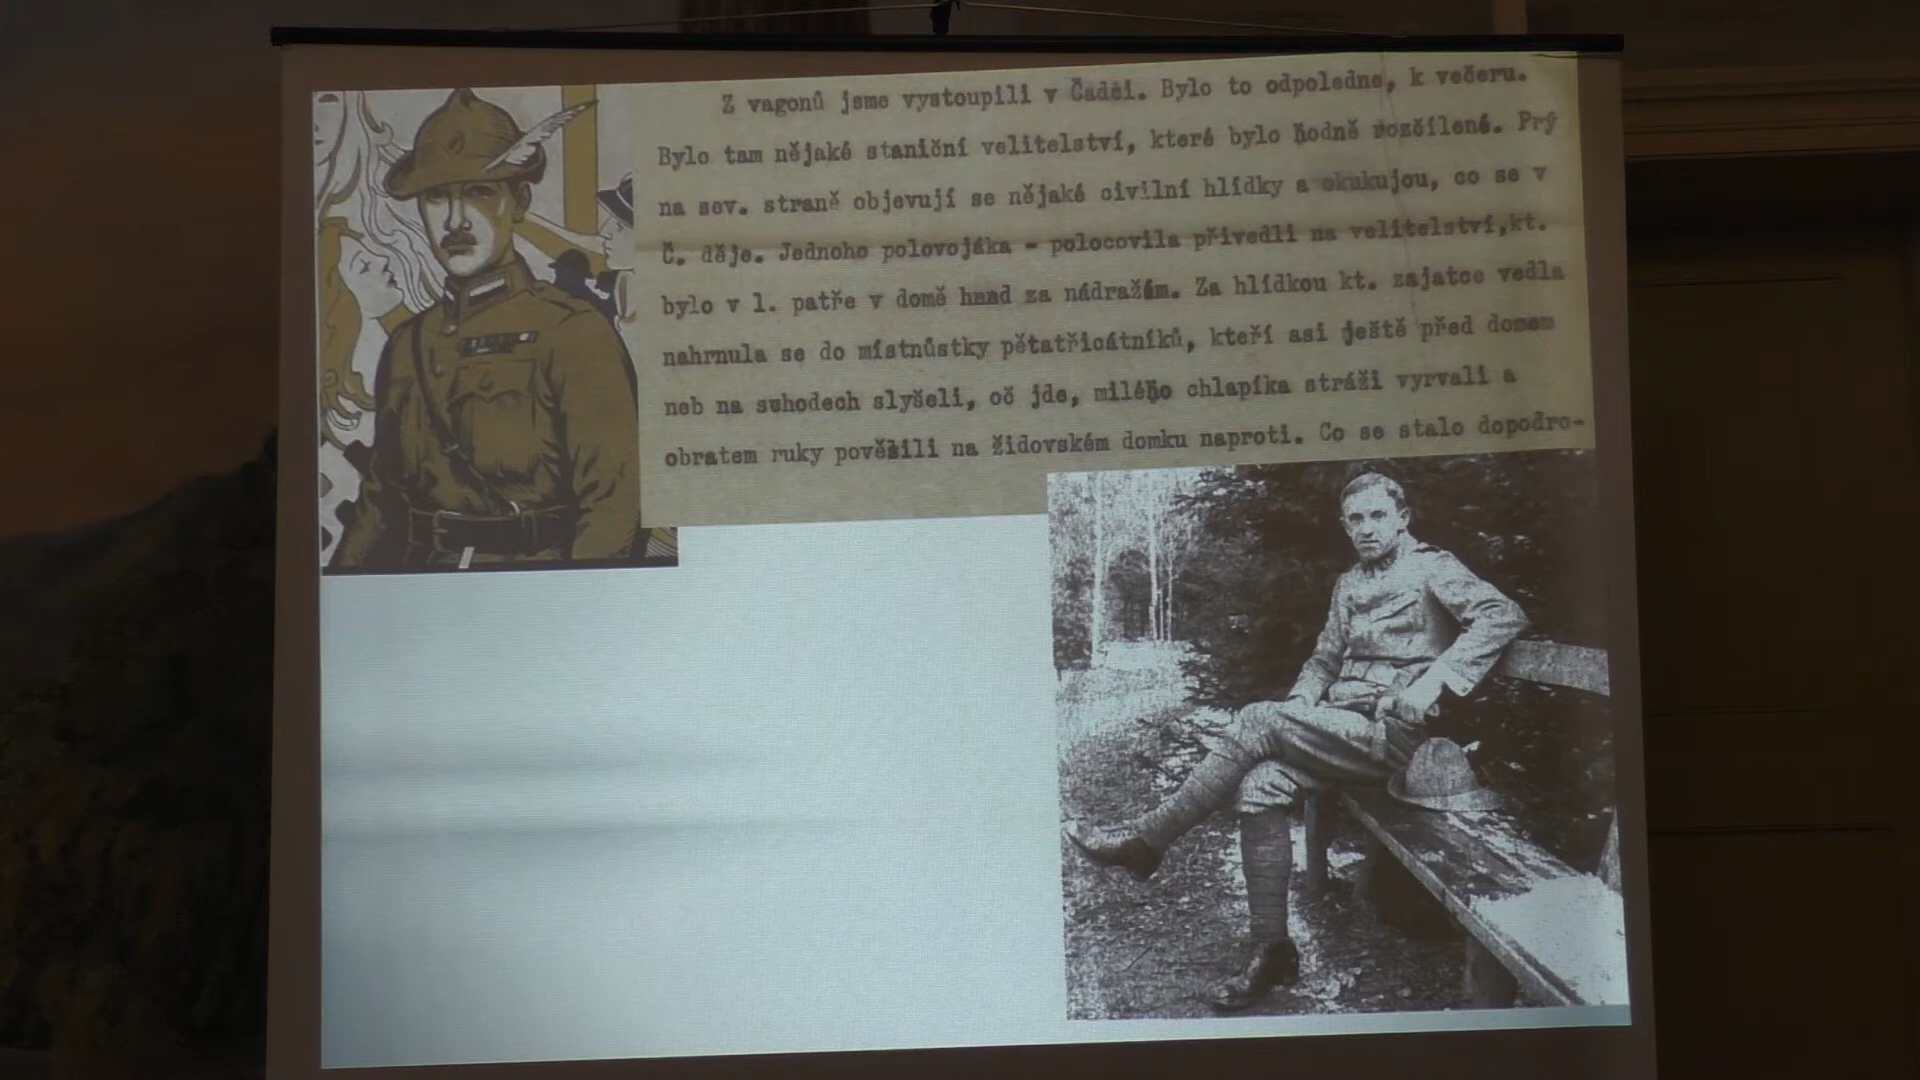 Z vagonů jsme vystoupili v Čadci. Bylo to odpoledne, k večeru.
Bylo tam nějaké staniční velitelství, které bylo hodně rozčílené. Prý
na sev. straně objevují se nějaké civilní hlídky a okukujou, co se v
Č. děje. Jednoho polovojáka - polocovila přivedli na velitelství,kt.
bylo v 1. patře v domě hned za nádražím. Za hlídkou kt. zajatce vedla
nahrnula se do místnůstky pětatřicátníků, kteří asi ještě před domem
neb na schodech slyšeli, oč jde, milého chlapíka stráži vyrvali a
obratem ruky pověsili na židovském domku naproti. Co se stalo dopodro-